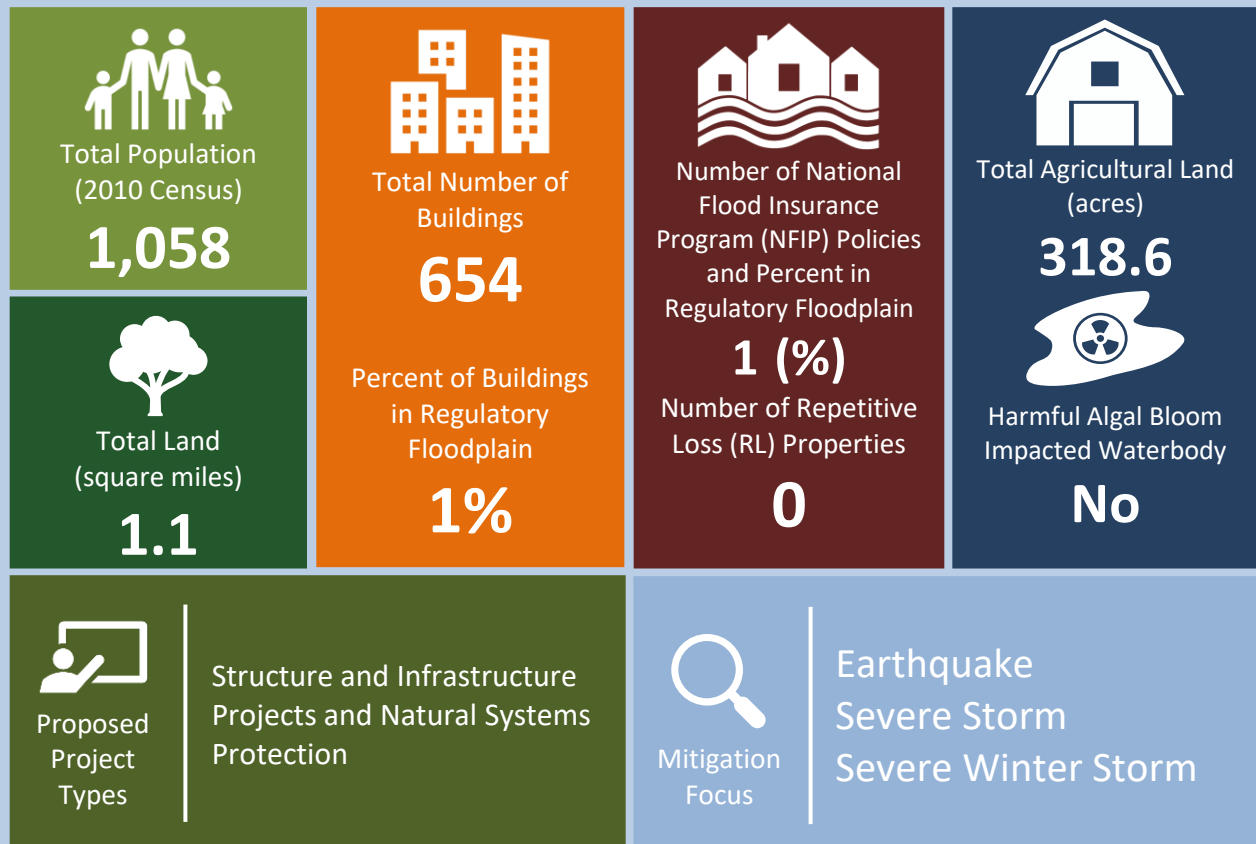 Total Population
(2010 Census)
1,058
Total Land
(square miles)
1.1
Total Number of
Buildings
654
Percent of Buildings
in Regulatory
Floodplain
1%
Number of National
Flood Insurance
Program (NFIP) Policies
and Percent in
Regulatory Floodplain
1 (%)
Number of Repetitive
Loss (RL) Properties
0
Total Agricultural Land
(acres)
318.6
Harmful Algal Bloom
Impacted Waterbody
No
Proposed
Project
Types
Structure and Infrastructure
Projects and Natural Systems
Protection
Mitigation
Focus
Earthquake
Severe Storm
Severe Winter Storm